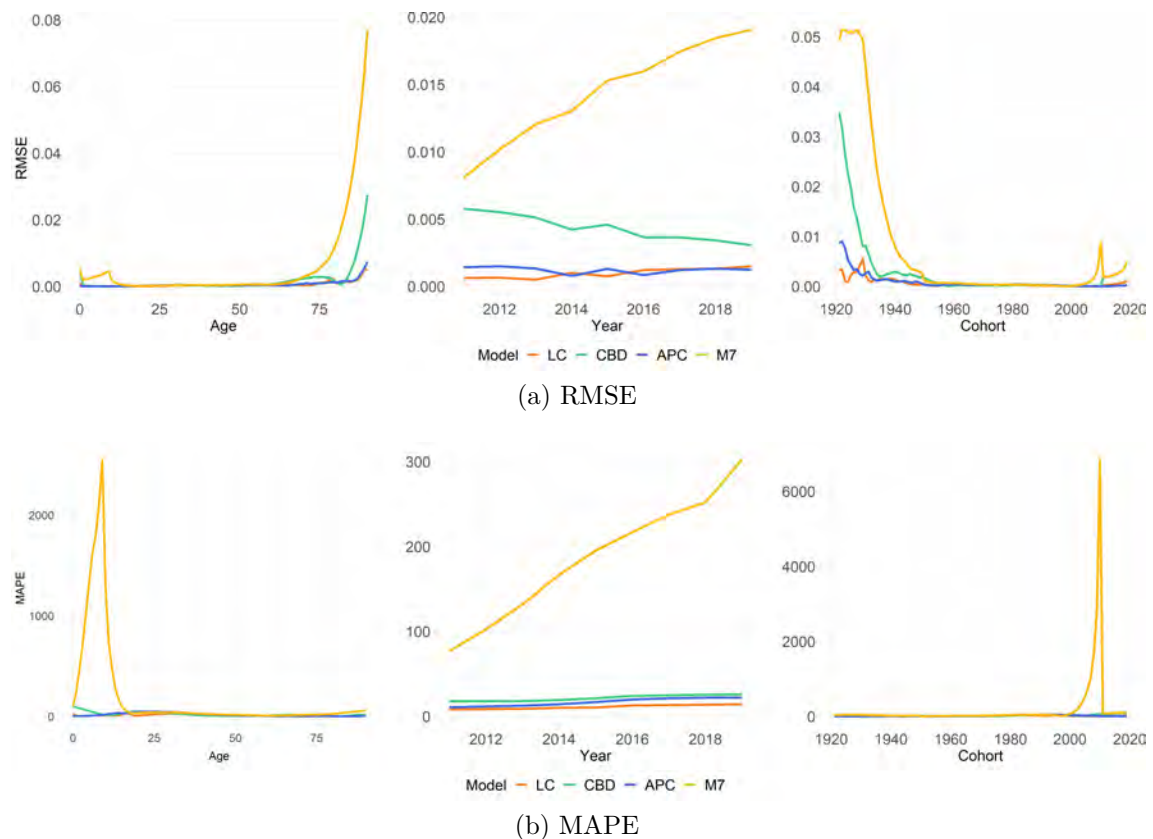 0.08
0.06
0.04
0.02
0.00
RMSE
0 25 50 75
Age
0.020
0.015
0.010
0.005
0.000
2012 2014 2016 2018
Year
0.05
0.04
0.03
0.02
0.01
0.00
1920 1940 1960 1980 2000 2020
Cohort
Model LC CBD APC M7
(a) RMSE
2000
1000
0
MAPE
0 25 50 75
Age
300
200
100
0
2012 2014 2016 2018
Year
6000
4000
2000
0
1920 1940 1960 1980 2000 2020
Cohort
Model LC CBD APC M7
(b) MAPE